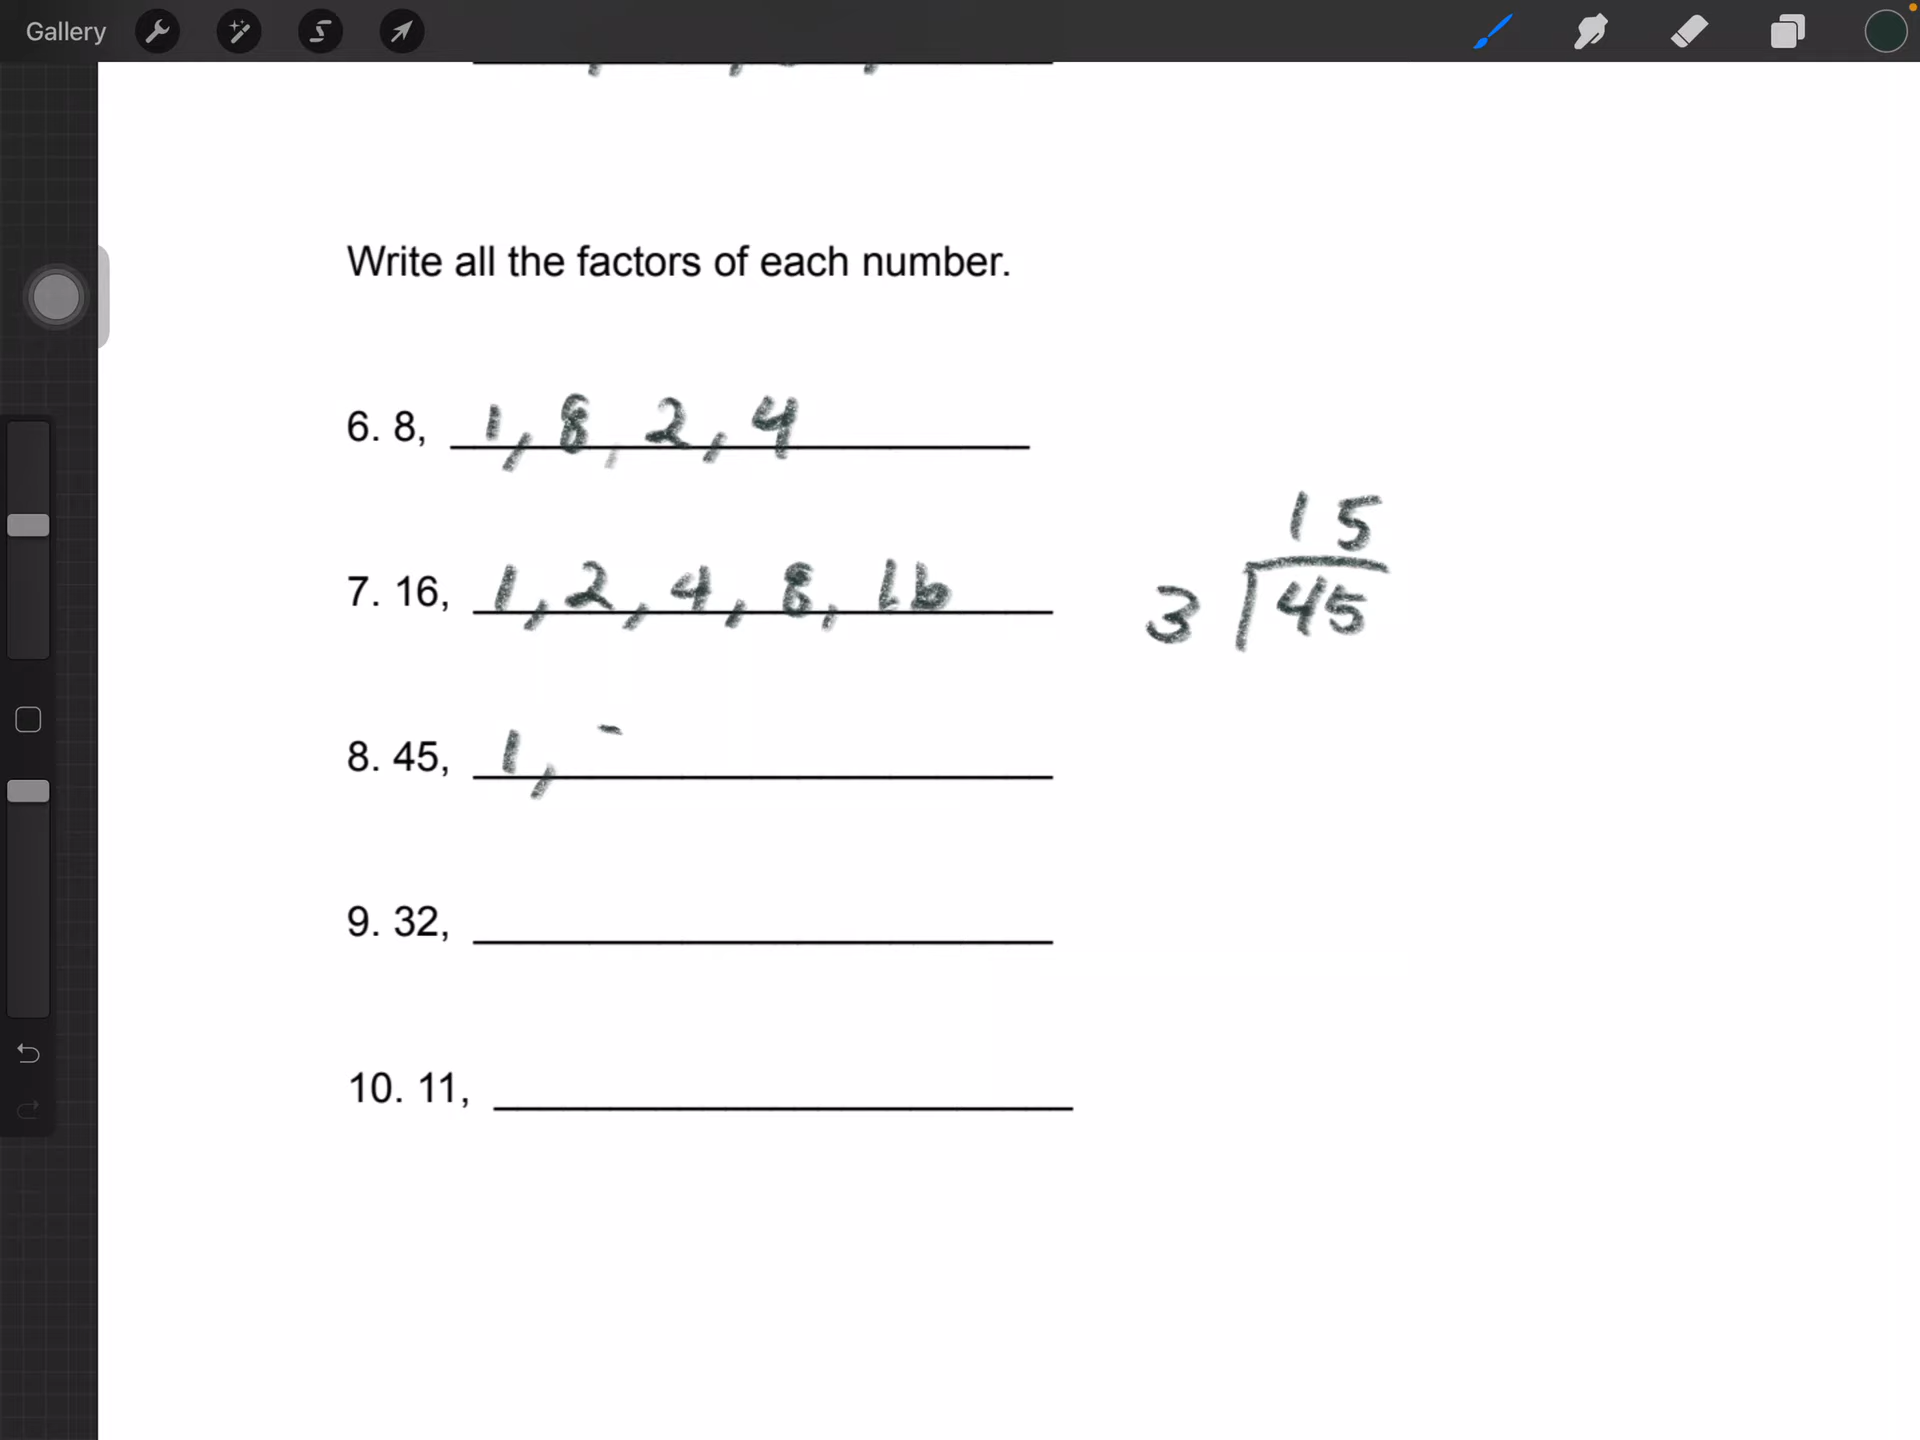 Gallery
Write all the factors of each number.
6. 8, 1, 8, 2, 4
15
7. 16, 1, 2, 4, 8, 16
3 45
8. 45, 1,
9. 32,
10. 11,